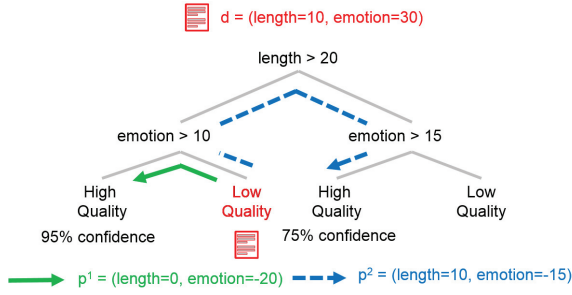 d = (length=10, emotion=30)
length > 20
emotion > 10
emotion > 15
High Quality
Low Quality
High Quality
Low Quality
95% confidence
75% confidence
p¹ = (length=0, emotion=-20)
p² = (length=10, emotion=-15)